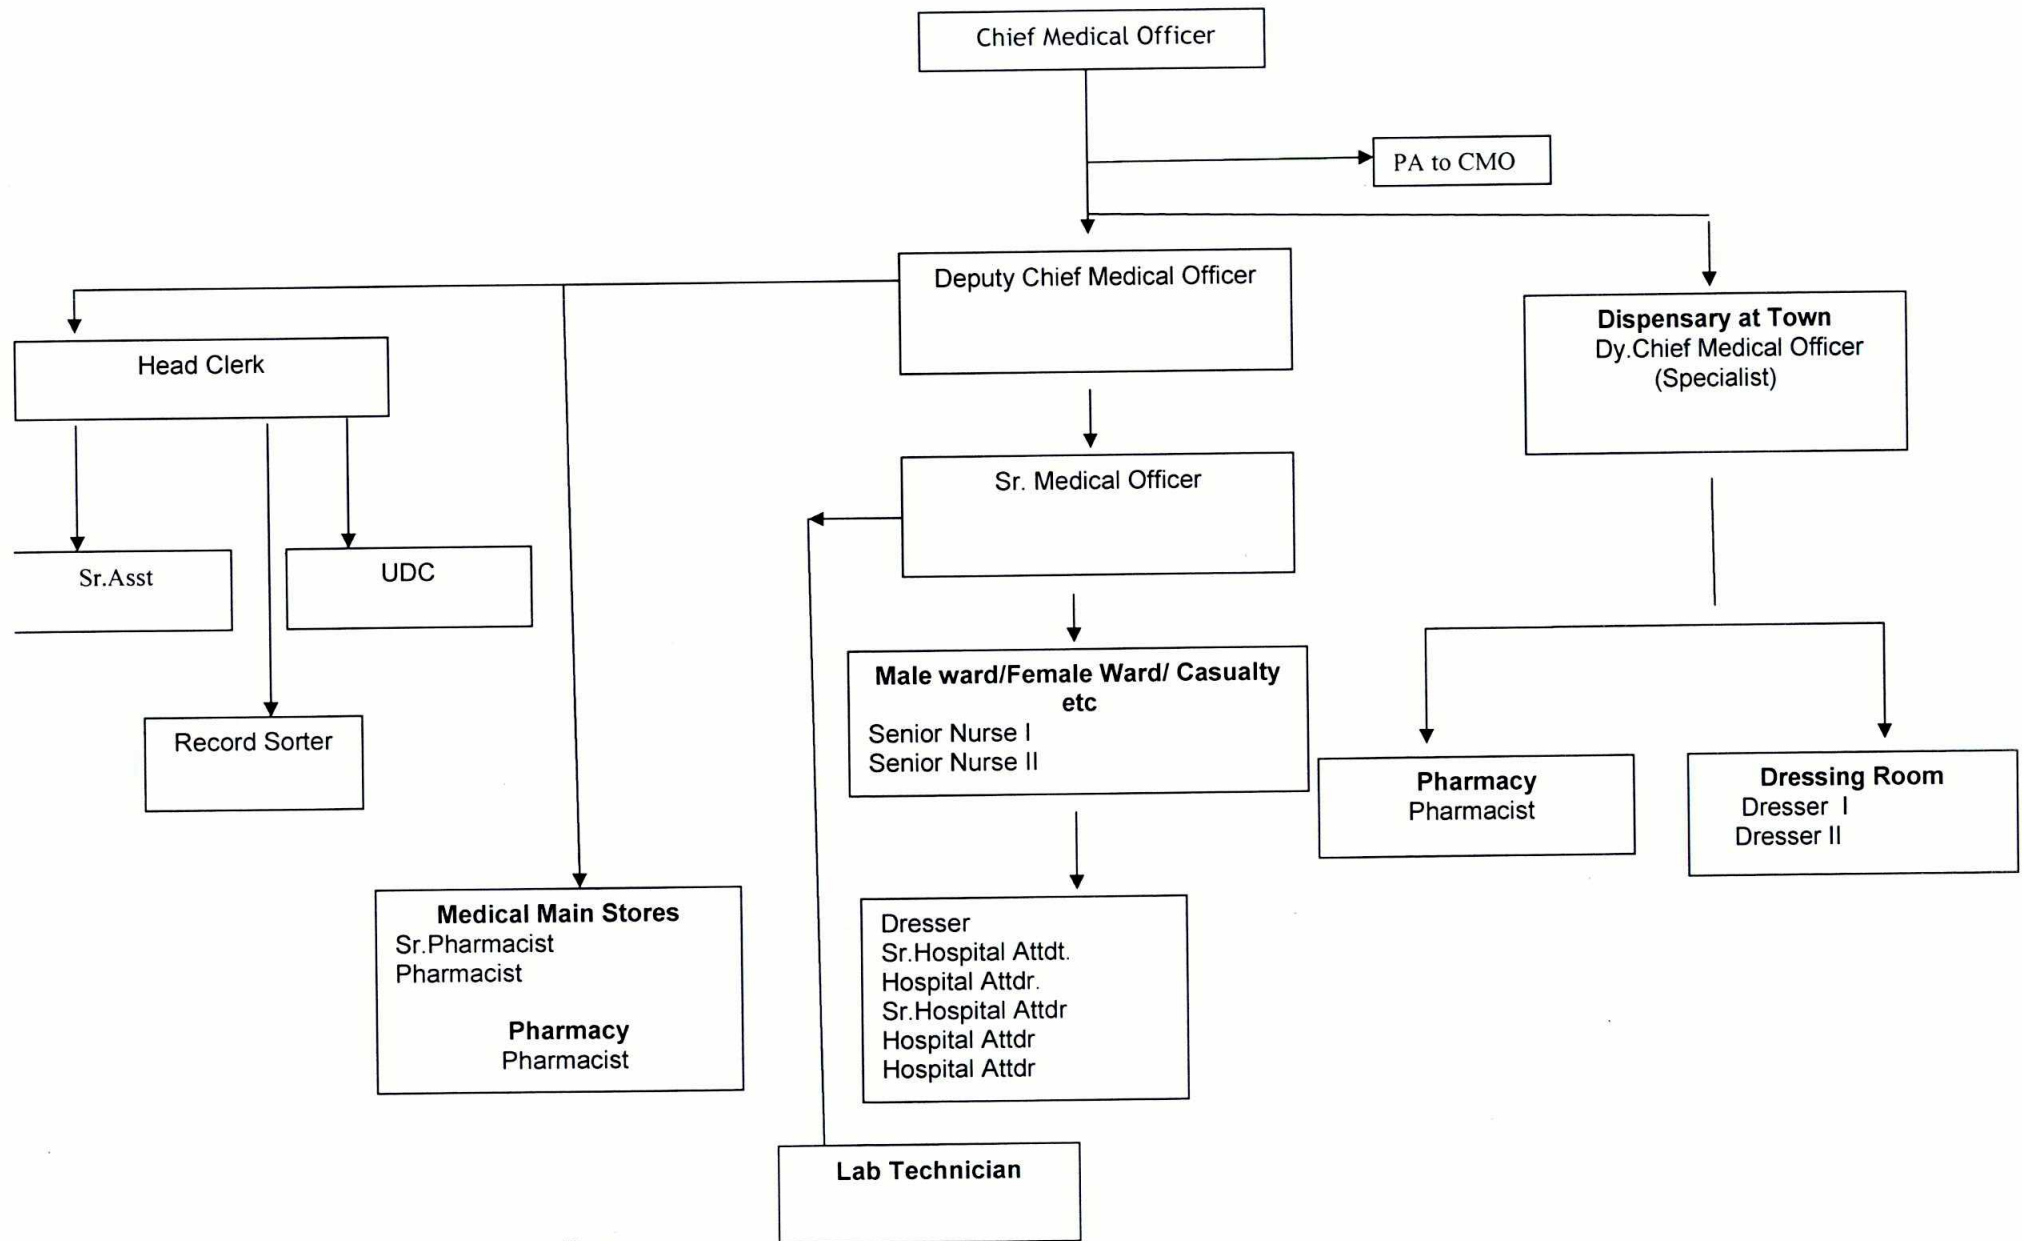 Chief Medical Officer
PA to CMO
Deputy Chief Medical Officer
Dispensary at Town
Dy.Chief Medical Officer
(Specialist)
Head Clerk
Sr. Medical Officer
Sr.Asst
UDC
Male ward/Female Ward/ Casualty
etc
Senior Nurse I
Senior Nurse II
Record Sorter
Pharmacy
Pharmacist
Dressing Room
Dresser I
Dresser II
Medical Main Stores
Sr.Pharmacist
Pharmacist
Pharmacy
Pharmacist
Dresser
Sr.Hospital Attdt.
Hospital Attdr.
Sr.Hospital Attdr
Hospital Attdr
Hospital Attdr
Lab Technician